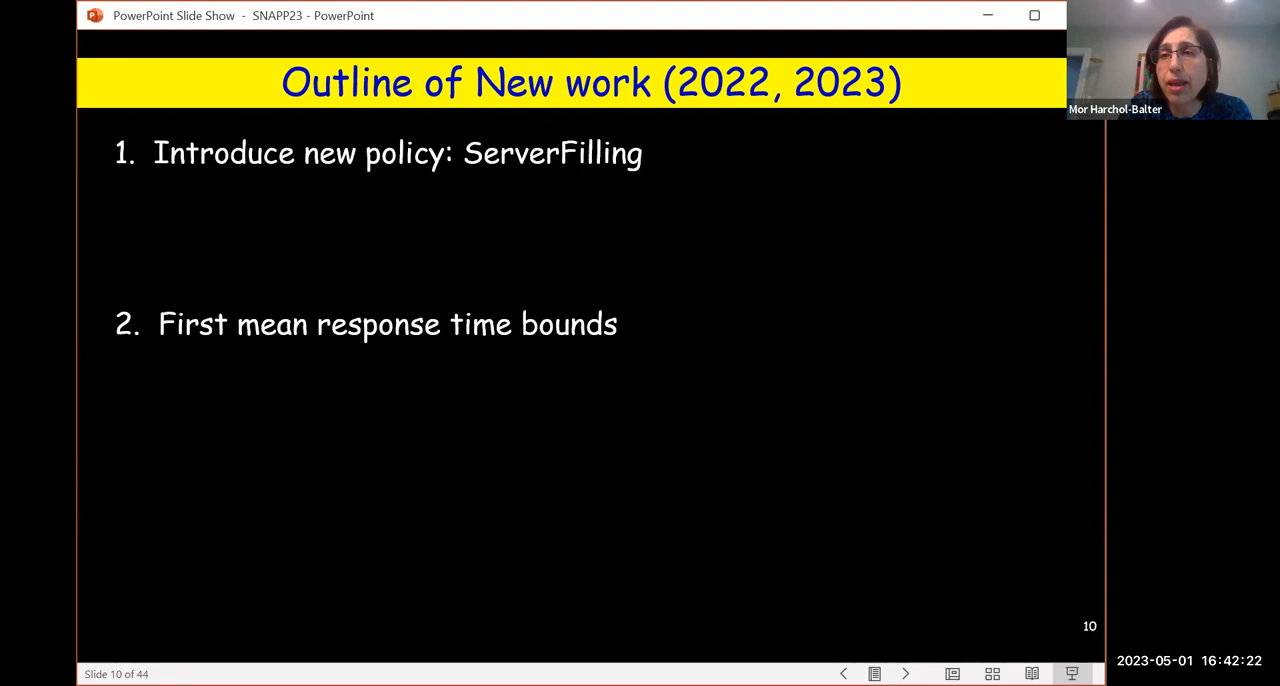 PowerPoint Slide Show - SNAPP23 - PowerPoint
Outline of New work (2022, 2023)
Mor Harchol-Balter
1. Introduce new policy: ServerFilling
2. First mean response time bounds
10
2023-05-01 16:42:22
Slide 10 of 44